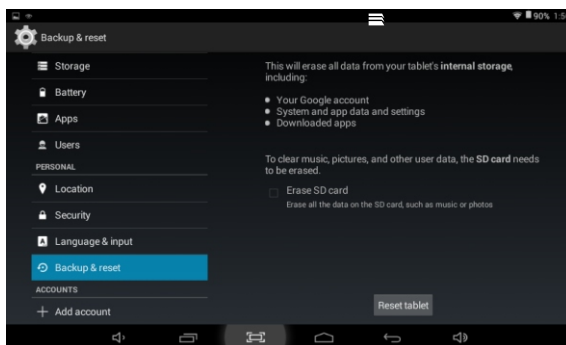 90% 1:5
Backup & reset
Storage
Battery
Apps
Users
PERSONAL
Location
Security
Language & input
Backup & reset
ACCOUNTS
Add account
This will erase all data from your tablet's internal storage,
including:
Your Google account
System and app data and settings
Downloaded apps
To clear music, pictures, and other user data, the SD card needs
to be erased.
Erase SD card
Erase all the data on the SD card, such as music or photos
Reset tablet